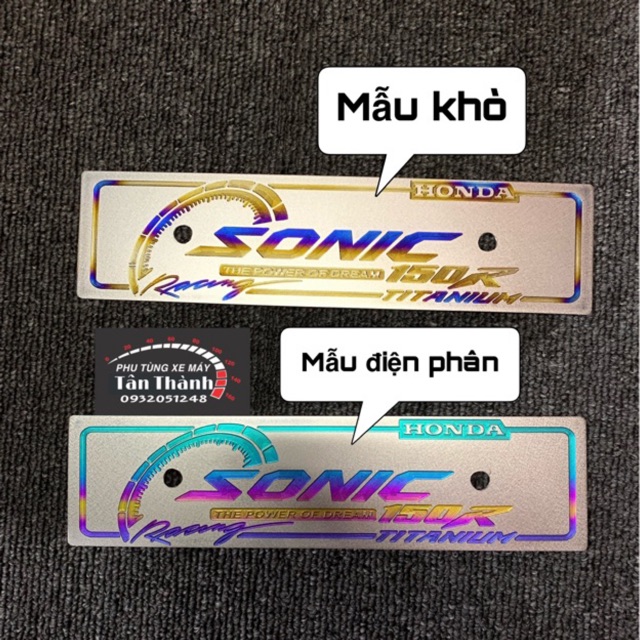 Mẫu khò
HONDA
SONIC
THE POWER OF DREAM 150R
Racing TITANIUM
PHU TÙNG XE MÁY
Tân Thành
0932051248
Mẫu điện phân
HONDA
SONIC
THE POWER OF DREAM 150R
Racing TITANIUM